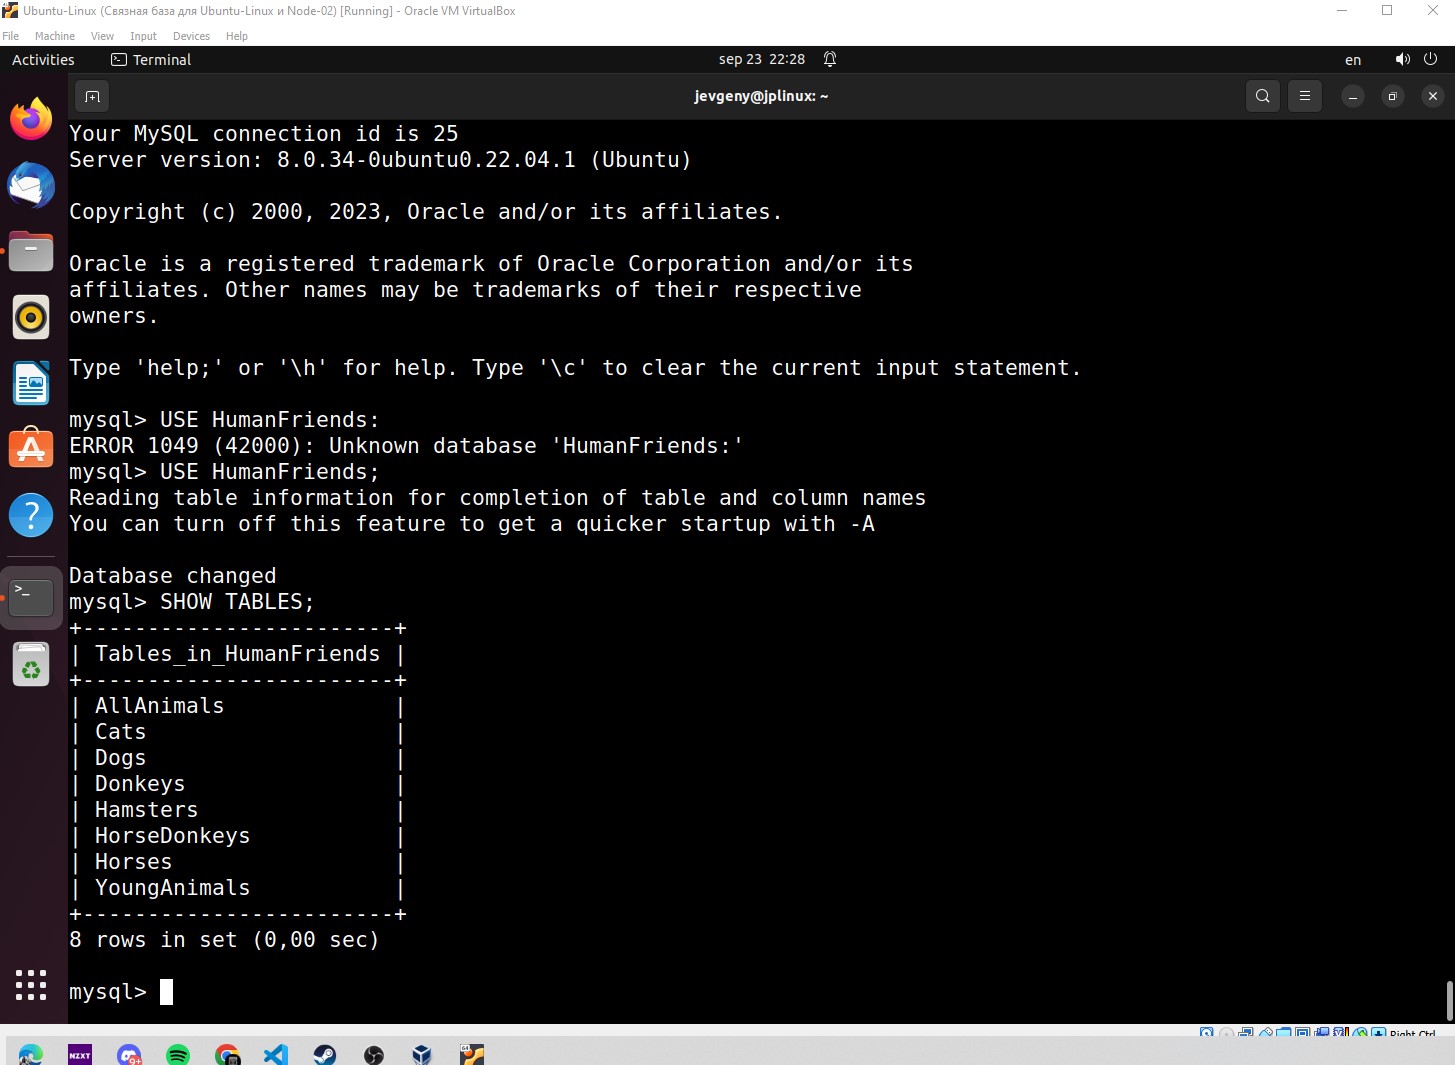 Ubuntu-Linux (Связная база для Ubuntu-Linux и Node-02) [Running] - Oracle VM VirtualBox
File Machine View Input Devices Help
Activities Terminal sep 23 22:28 en
jevgeny@jplinux: ~
Your MySQL connection id is 25
Server version: 8.0.34-0ubuntu0.22.04.1 (Ubuntu)
Copyright (c) 2000, 2023, Oracle and/or its affiliates.
Oracle is a registered trademark of Oracle Corporation and/or its
affiliates. Other names may be trademarks of their respective
owners.
Type 'help;' or '\h' for help. Type '\c' to clear the current input statement.
mysql> USE HumanFriends:
ERROR 1049 (42000): Unknown database 'HumanFriends:'
mysql> USE HumanFriends;
Reading table information for completion of table and column names
You can turn off this feature to get a quicker startup with -A
Database changed
mysql> SHOW TABLES;
+------------------------+
| Tables_in_HumanFriends |
+------------------------+
| AllAnimals             |
| Cats                   |
| Dogs                   |
| Donkeys                |
| Hamsters               |
| HorseDonkeys           |
| Horses                 |
| YoungAnimals           |
+------------------------+
8 rows in set (0,00 sec)
mysql>
Right Ctrl
NZXT 9+ 64